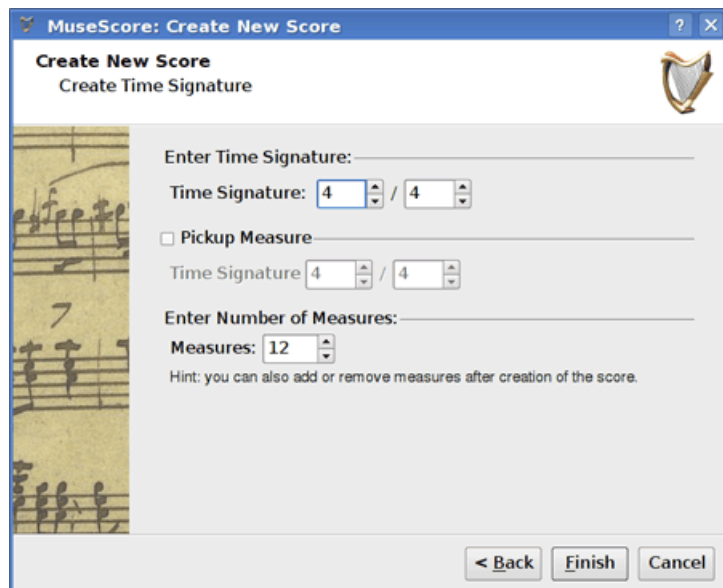 MuseScore: Create New Score
Create New Score
Create Time Signature
Enter Time Signature:
Time Signature: 4 / 4
Pickup Measure
Time Signature 4 / 4
Enter Number of Measures:
Measures: 12
Hint: you can also add or remove measures after creation of the score.
< Back Finish Cancel